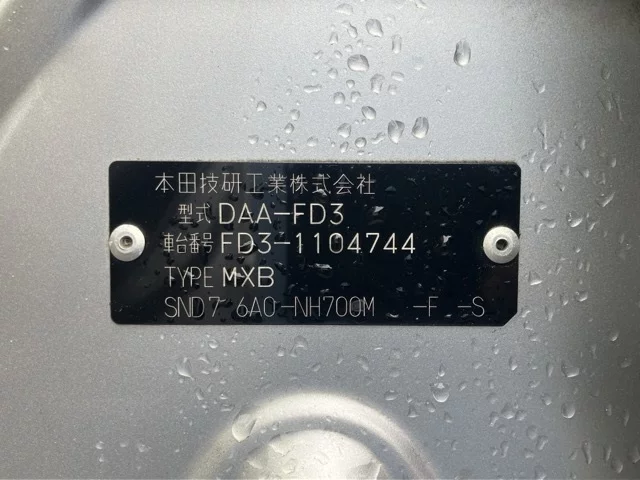 本田技研工業株式会社
型式 DAA-FD3
車台番号 FD3-1104744
TYPE MXB
SND7 6A0-NH700M -F -S